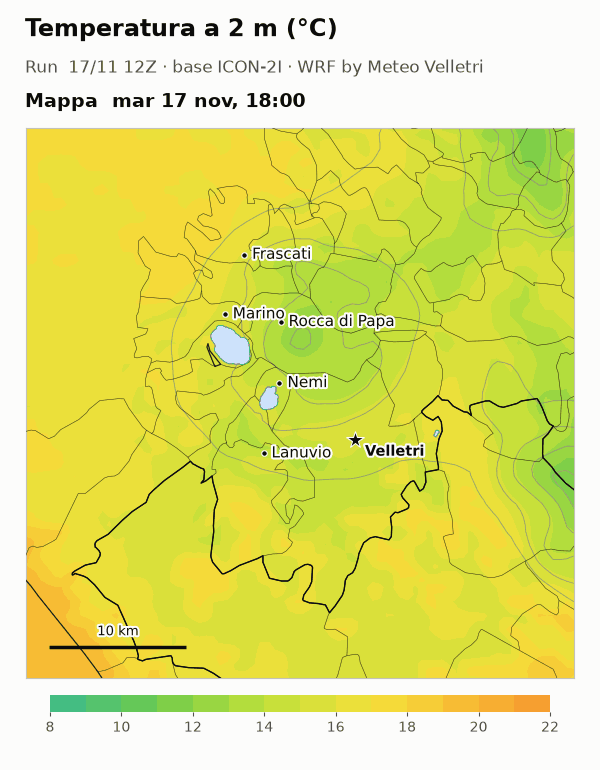 Temperatura a 2 m (°C)
Run  17/11 12Z · base ICON-2I · WRF by Meteo Velletri
Mappa  mar 17 nov, 18:00
Frascati
Marino
Rocca di Papa
Nemi
Velletri
Lanuvio
10 km
8 10 12 14 16 18 20 22